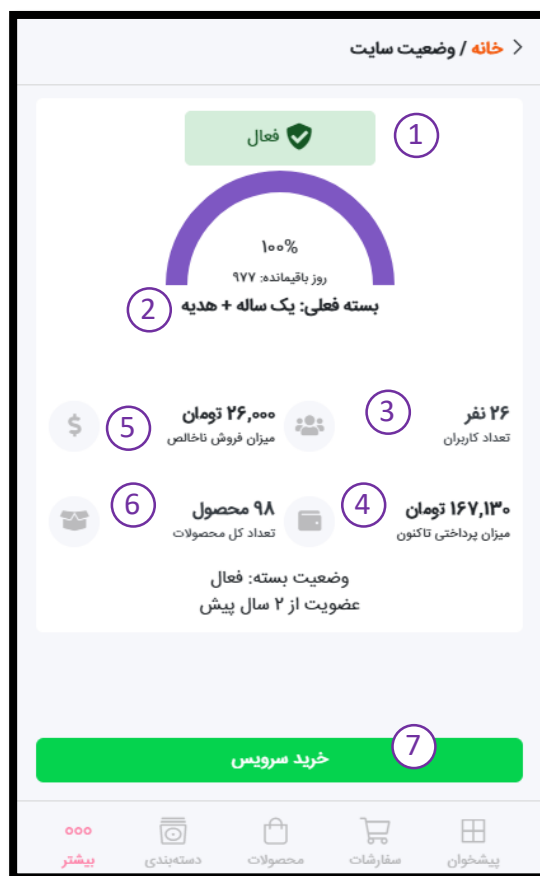 خانه / وضعیت سایت >
فعال
1
۱۰۰%
روز باقیمانده: ۹۷۷
بسته فعلی: یک ساله + هدیه
2
۲۶ نفر
تعداد کاربران
3
۲۶,۰۰۰ تومان
میزان فروش ناخالص
5
$
۱۶۷,۱۳۰ تومان
میزان پرداختی تاکنون
4
۹۸ محصول
تعداد کل محصولات
6
وضعیت بسته: فعال
عضویت از ۲ سال پیش
7
خرید سرویس
پیشخوان
سفارشات
محصولات
دسته‌بندی
بیشتر